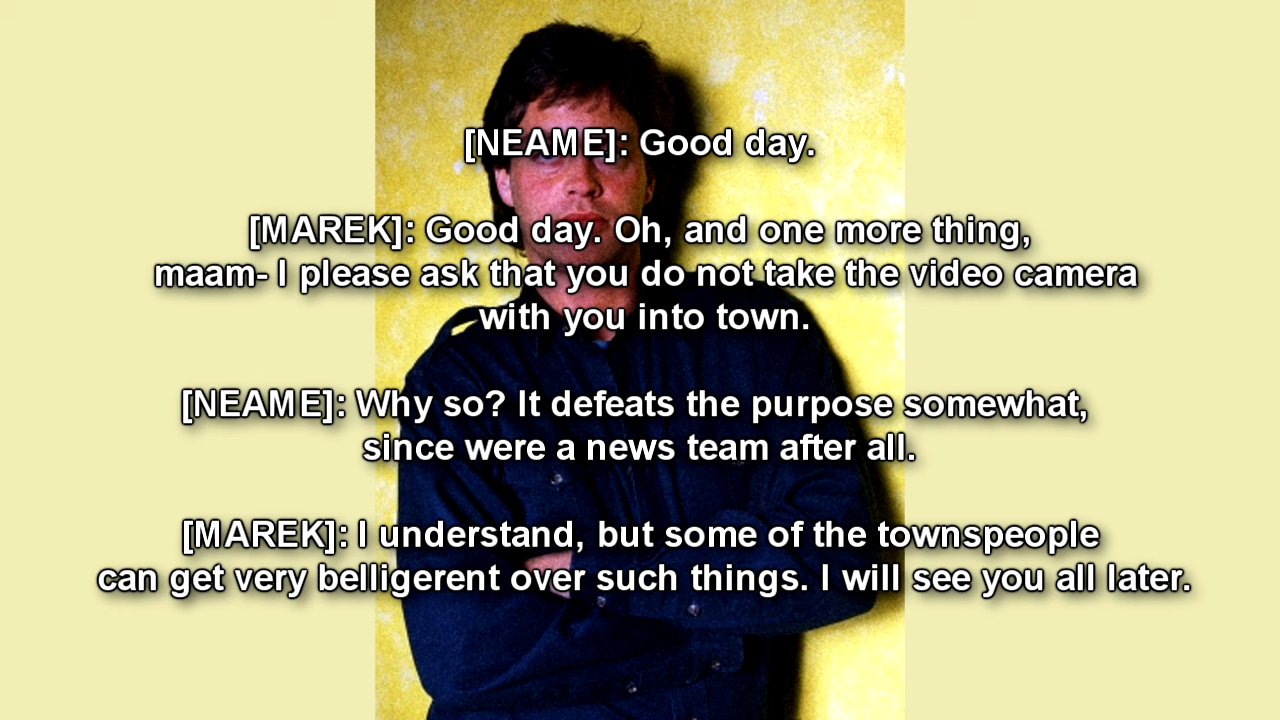 [NEAME]: Good day.
[MAREK]: Good day. Oh, and one more thing,
maam- I please ask that you do not take the video camera
with you into town.
[NEAME]: Why so? It defeats the purpose somewhat,
since were a news team after all.
[MAREK]: I understand, but some of the townspeople
can get very belligerent over such things. I will see you all later.